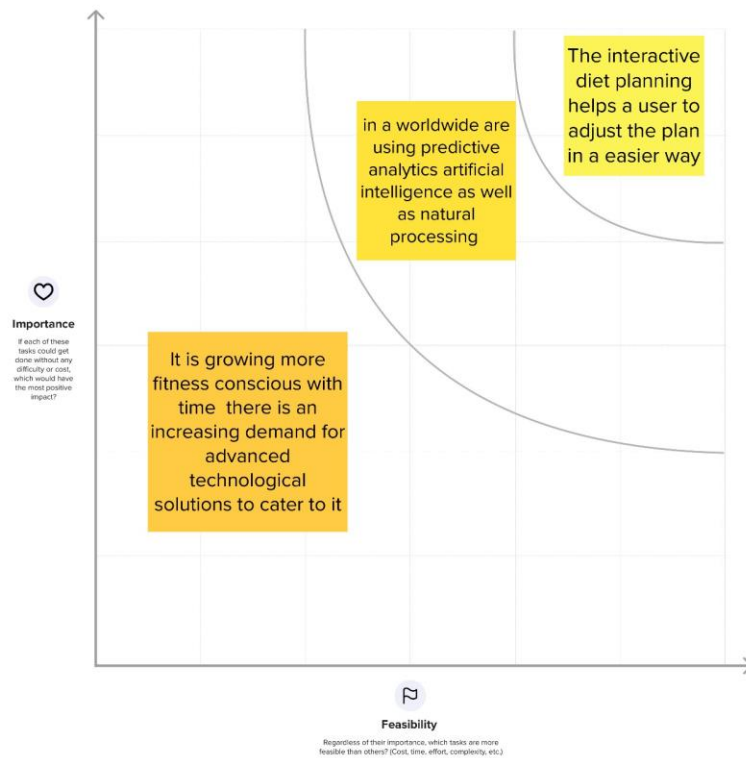 The interactive
diet planning
helps a user to
adjust the plan
in a easier way
in a worldwide are
using predictive
analytics artificial
intelligence as well
as natural
processing
Importance
If each of these
tasks could get
done without any
difficulty or cost,
which would have
the most positive
impact?
It is growing more
fitness conscious with
time there is an
increasing demand for
advanced
technological
solutions to cater to it
Feasibility
Regardless of their importance, which tasks are more
feasible than others? (Cost, time, effort, complexity, etc.)